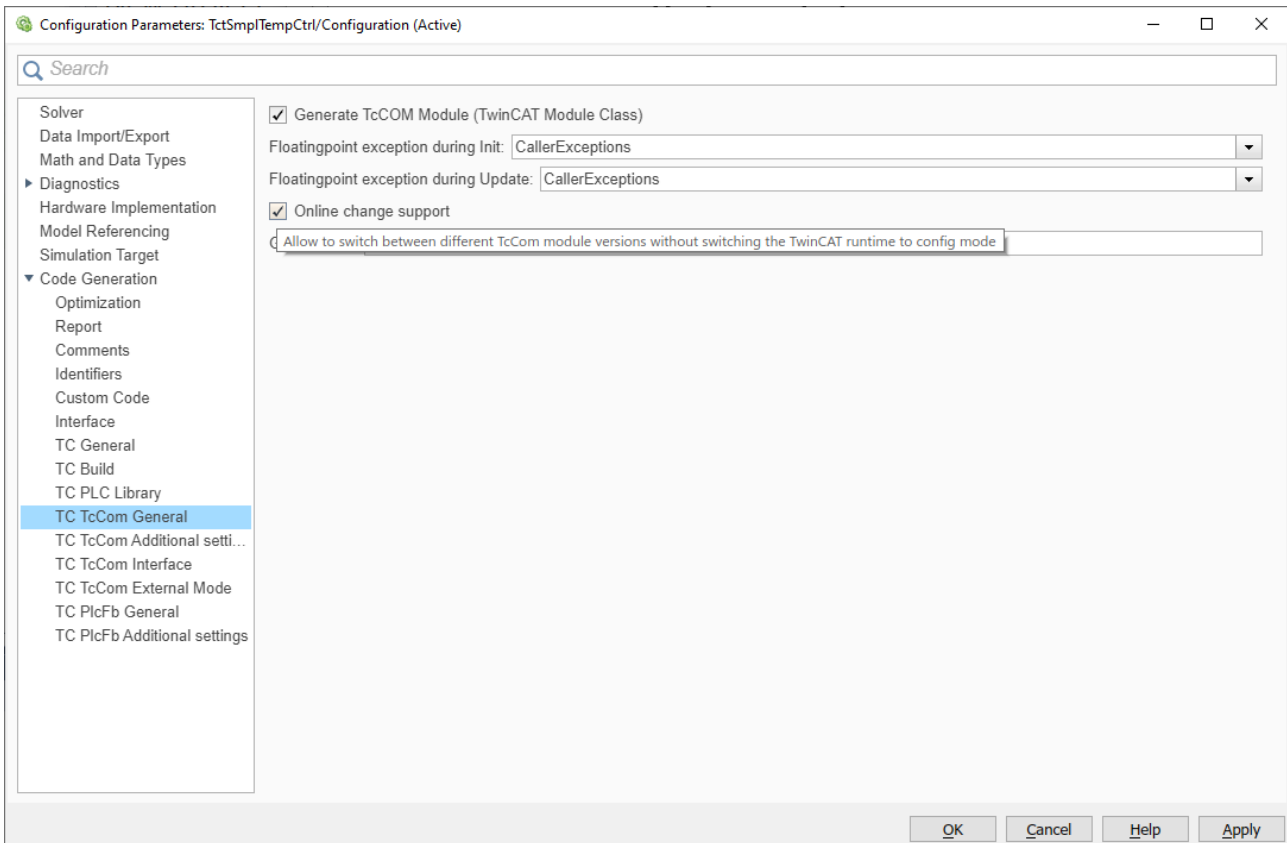 Configuration Parameters: TctSmplTempCtrl/Configuration (Active)
Search
Solver
Data Import/Export
Math and Data Types
Diagnostics
Hardware Implementation
Model Referencing
Simulation Target
Code Generation
Optimization
Report
Comments
Identifiers
Custom Code
Interface
TC General
TC Build
TC PLC Library
TC TcCom General
TC TcCom Additional setti...
TC TcCom Interface
TC TcCom External Mode
TC PlcFb General
TC PlcFb Additional settings
Generate TcCOM Module (TwinCAT Module Class)
Floatingpoint exception during Init: CallerExceptions
Floatingpoint exception during Update: CallerExceptions
Online change support
Allow to switch between different TcCom module versions without switching the TwinCAT runtime to config mode
OK Cancel Help Apply